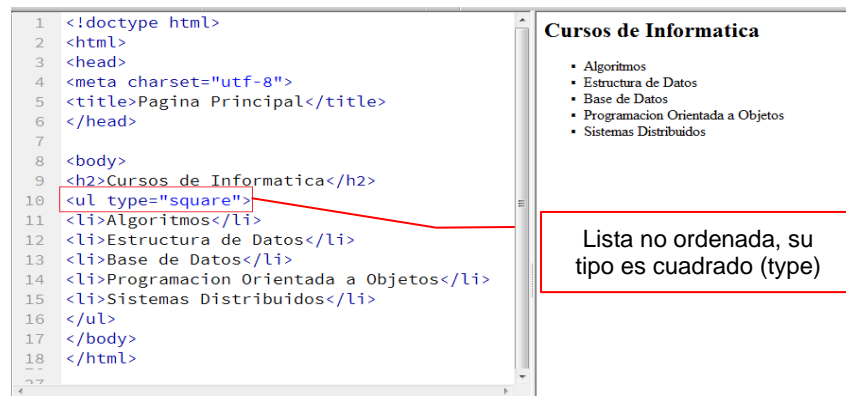 1 <!doctype html>
2 <html>
3 <head>
4 <meta charset="utf-8">
5 <title>Pagina Principal</title>
6 </head>
7
8 <body>
9 <h2>Cursos de Informatica</h2>
10 <ul type="square">
11 <li>Algoritmos</li>
12 <li>Estructura de Datos</li>
13 <li>Base de Datos</li>
14 <li>Programacion Orientada a Objetos</li>
15 <li>Sistemas Distribuidos</li>
16 </ul>
17 </body>
18 </html>
Cursos de Informatica
▪ Algoritmos
▪ Estructura de Datos
▪ Base de Datos
▪ Programacion Orientada a Objetos
▪ Sistemas Distribuidos
Lista no ordenada, su
tipo es cuadrado (type)